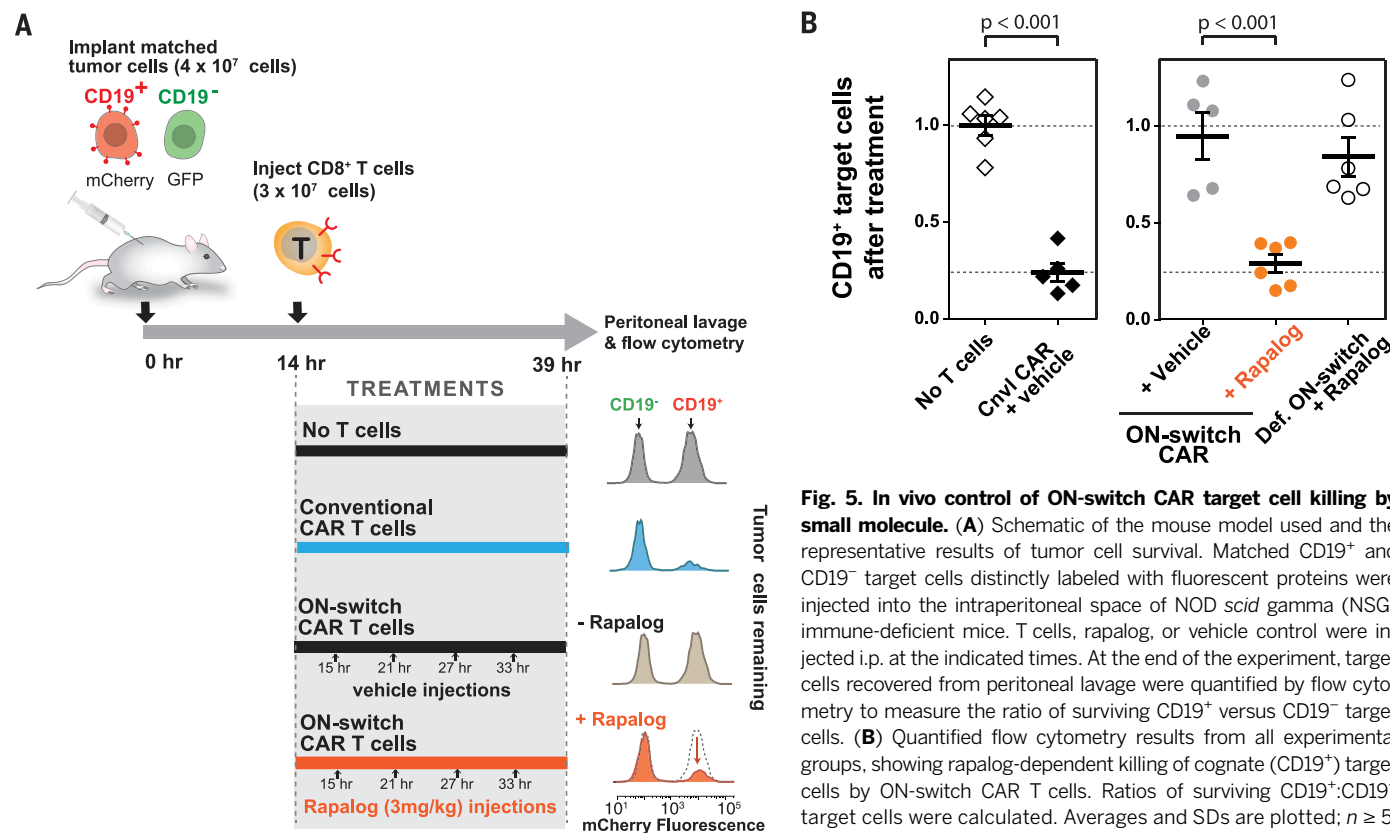 A
Implant matched
tumor cells (4 x 10⁷ cells)
CD19⁺ CD19⁻
mCherry GFP
Inject CD8⁺ T cells
(3 x 10⁷ cells)
T
Peritoneal lavage
& flow cytometry
0 hr
14 hr
39 hr
TREATMENTS
No T cells
Conventional
CAR T cells
ON-switch
CAR T cells
15 hr 21 hr 27 hr 33 hr
vehicle injections
ON-switch
CAR T cells
15 hr 21 hr 27 hr 33 hr
Rapalog (3mg/kg) injections
CD19⁻ CD19⁺
- Rapalog
+ Rapalog
10¹ 10³ 10⁵
mCherry Fluorescence
Tumor cells remaining
B
p < 0.001
p < 0.001
CD19⁺ target cells
after treatment
1.0
0.5
0.0
No T cells
Cnvl CAR
+ vehicle
1.0
0.5
0.0
+ Vehicle
+ Rapalog
ON-switch
CAR
Def. ON-switch
+ Rapalog
Fig. 5. In vivo control of ON-switch CAR target cell killing by
small molecule. (A) Schematic of the mouse model used and the
representative results of tumor cell survival. Matched CD19⁺ and
CD19⁻ target cells distinctly labeled with fluorescent proteins were
injected into the intraperitoneal space of NOD scid gamma (NSG
immune-deficient mice. T cells, rapalog, or vehicle control were in
jected i.p. at the indicated times. At the end of the experiment, targe
cells recovered from peritoneal lavage were quantified by flow cyto
metry to measure the ratio of surviving CD19⁺ versus CD19⁻ targe
cells. (B) Quantified flow cytometry results from all experimenta
groups, showing rapalog-dependent killing of cognate (CD19⁺) targe
cells by ON-switch CAR T cells. Ratios of surviving CD19⁺:CD19⁻
target cells were calculated. Averages and SDs are plotted; n ≥ 5